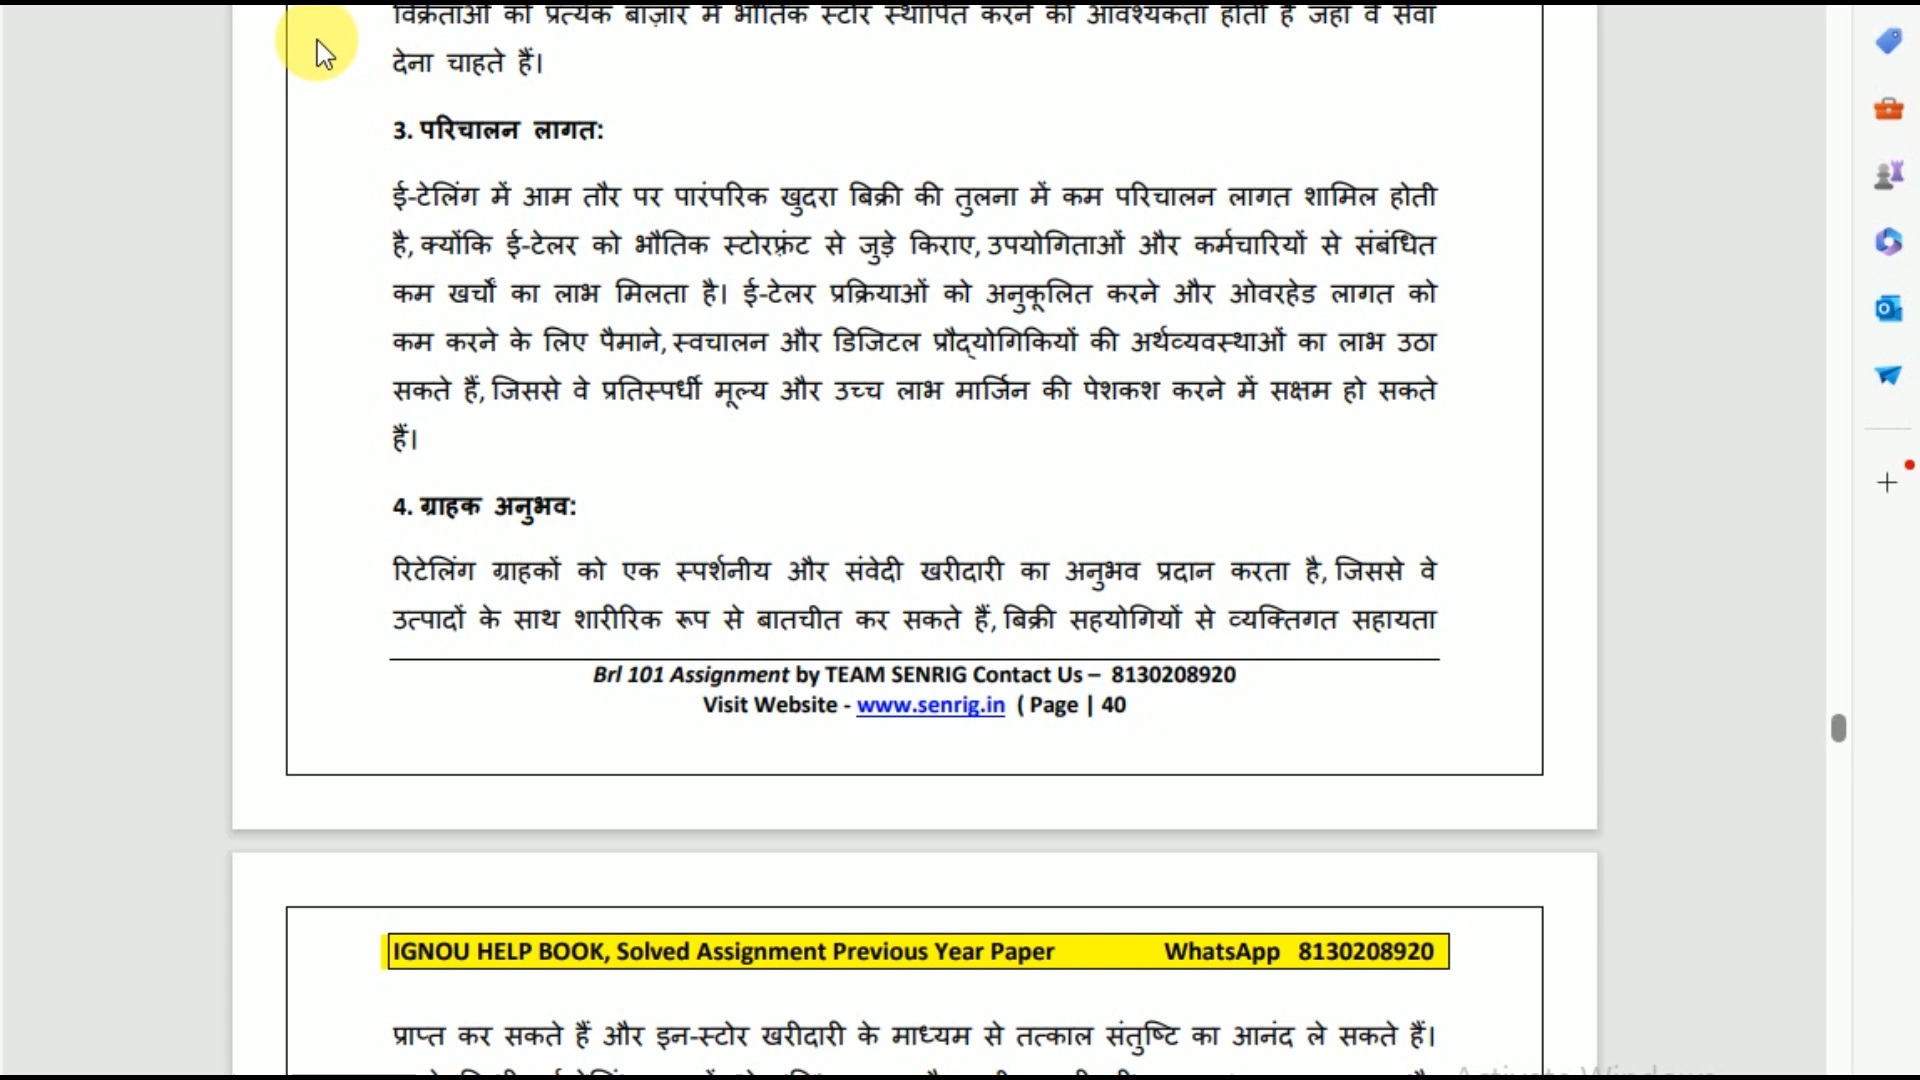 विक्रेताओं को प्रत्येक बाज़ार में भौतिक स्टोर स्थापित करने की आवश्यकता होती है जहां वे सेवा
देना चाहते हैं।
3. परिचालन लागत:
ई-टेलिंग में आम तौर पर पारंपरिक खुदरा बिक्री की तुलना में कम परिचालन लागत शामिल होती
है, क्योंकि ई-टेलर को भौतिक स्टोरफ़्रंट से जुड़े किराए, उपयोगिताओं और कर्मचारियों से संबंधित
कम खर्चों का लाभ मिलता है। ई-टेलर प्रक्रियाओं को अनुकूलित करने और ओवरहेड लागत को
कम करने के लिए पैमाने, स्वचालन और डिजिटल प्रौद्योगिकियों की अर्थव्यवस्थाओं का लाभ उठा
सकते हैं, जिससे वे प्रतिस्पर्धी मूल्य और उच्च लाभ मार्जिन की पेशकश करने में सक्षम हो सकते
हैं।
4. ग्राहक अनुभव:
रिटेलिंग ग्राहकों को एक स्पर्शनीय और संवेदी खरीदारी का अनुभव प्रदान करता है, जिससे वे
उत्पादों के साथ शारीरिक रूप से बातचीत कर सकते हैं, बिक्री सहयोगियों से व्यक्तिगत सहायता
Brl 101 Assignment by TEAM SENRIG Contact Us – 8130208920
Visit Website - www.senrig.in ( Page | 40
IGNOU HELP BOOK, Solved Assignment Previous Year Paper WhatsApp 8130208920
प्राप्त कर सकते हैं और इन-स्टोर खरीदारी के माध्यम से तत्काल संतुष्टि का आनंद ले सकते हैं।